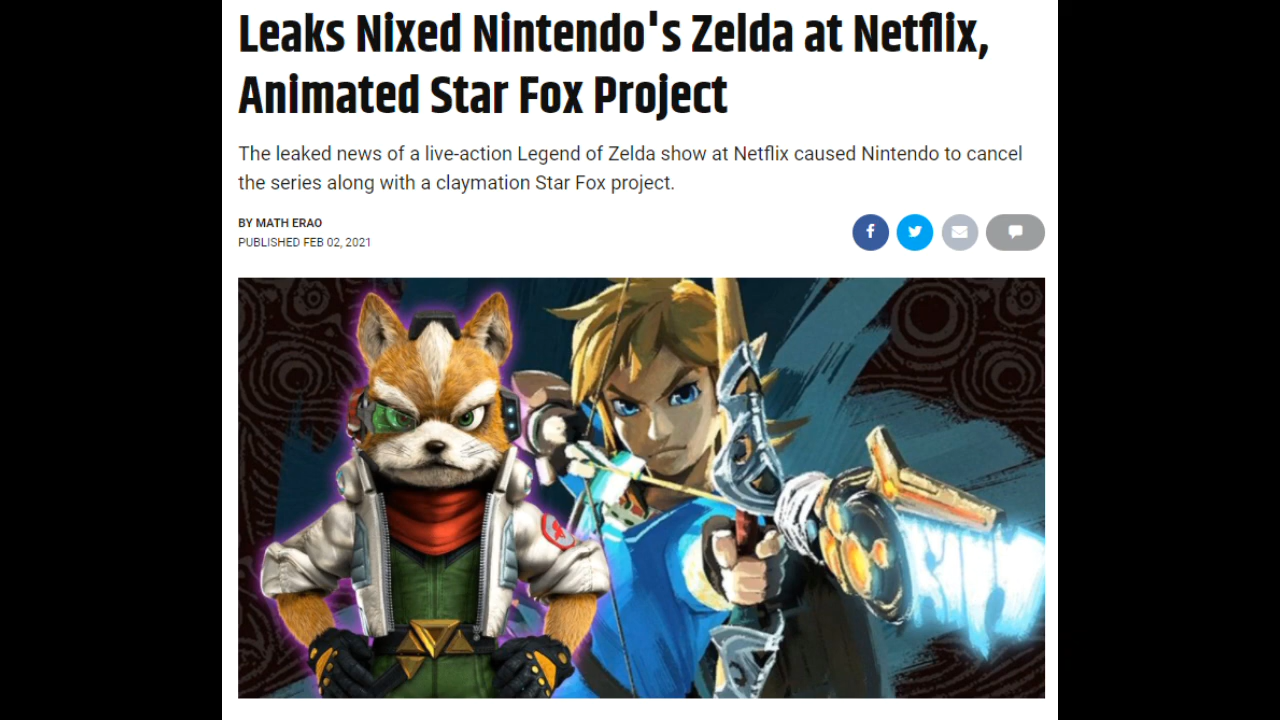 Leaks Nixed Nintendo's Zelda at Netflix,
Animated Star Fox Project
The leaked news of a live-action Legend of Zelda show at Netflix caused Nintendo to cancel
the series along with a claymation Star Fox project.
BY MATH ERAO
PUBLISHED FEB 02, 2021